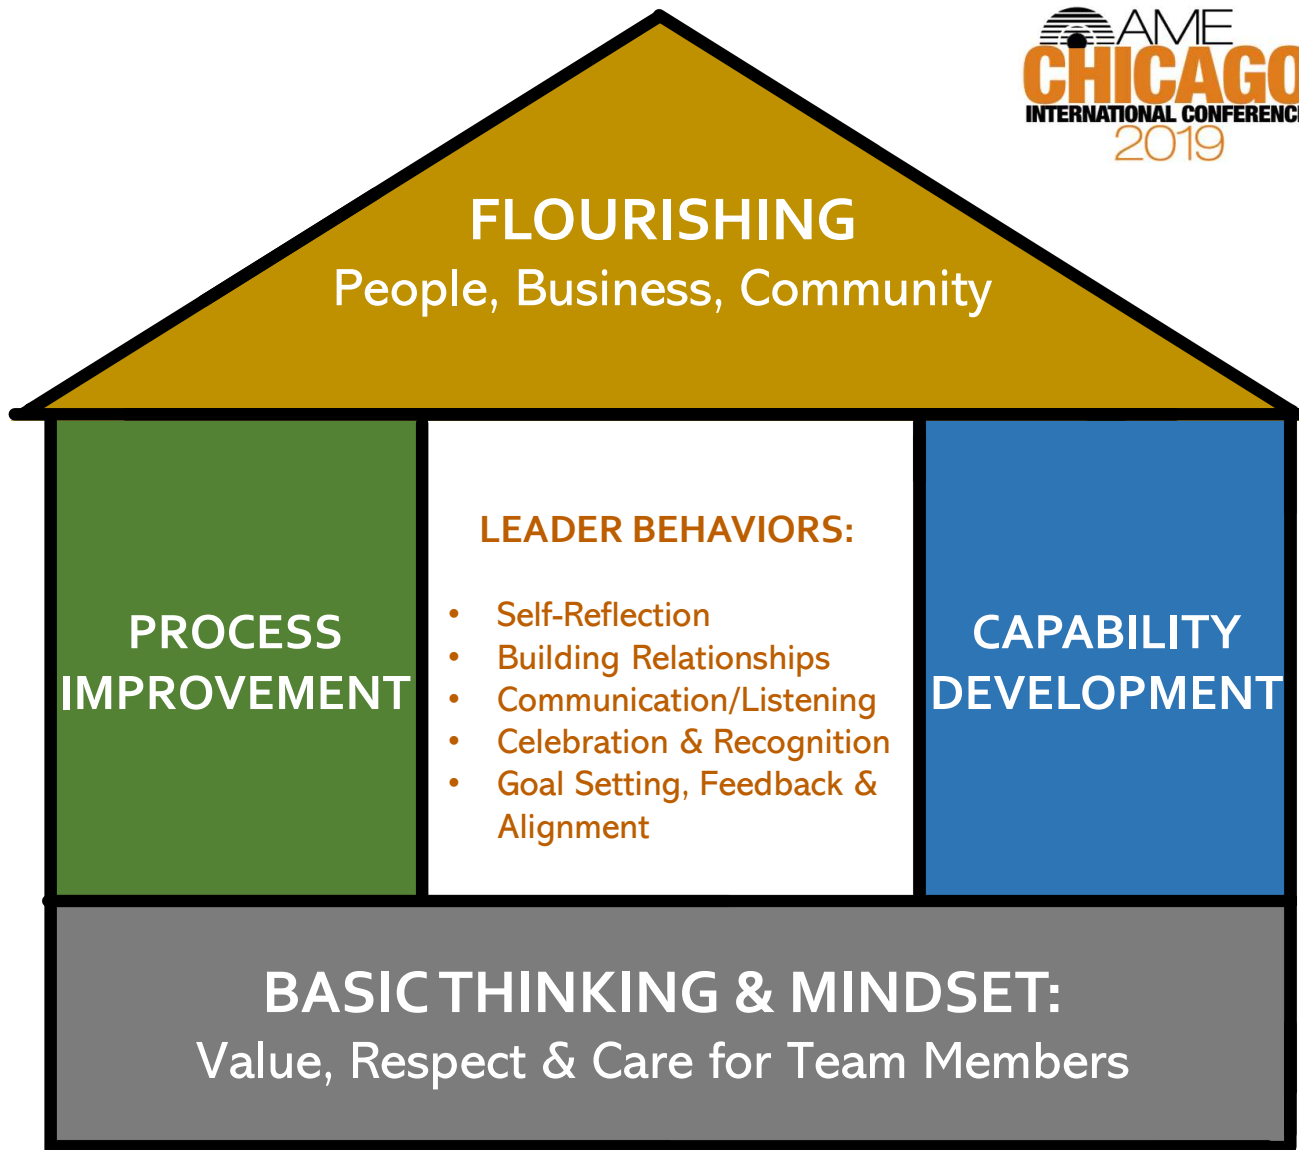 AME
CHICAGO
INTERNATIONAL CONFERENCE
2019
FLOURISHING
People, Business, Community
PROCESS
IMPROVEMENT
LEADER BEHAVIORS:
• Self-Reflection
• Building Relationships
• Communication/Listening
• Celebration & Recognition
• Goal Setting, Feedback &
Alignment
CAPABILITY
DEVELOPMENT
BASIC THINKING & MINDSET:
Value, Respect & Care for Team Members